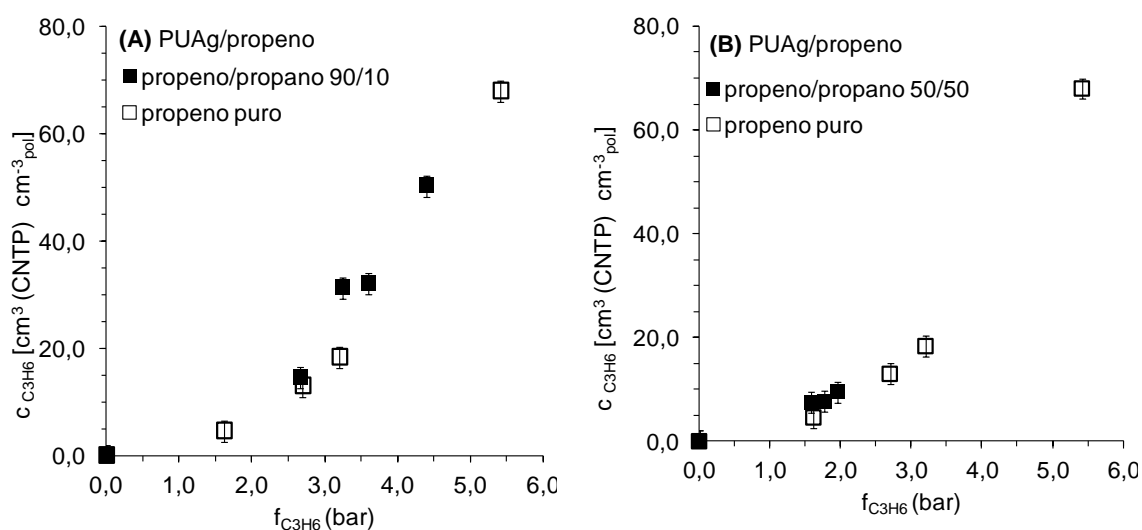 80,0
(A) PUAg/propeno
■ propeno/propano 90/10
□ propeno puro
60,0
40,0
20,0
0,0
0,0 1,0 2,0 3,0 4,0 5,0 6,0
c C3H6 [cm³ (CNTP) cm⁻³pol]
fC3H6 (bar)
80,0
(B) PUAg/propeno
■ propeno/propano 50/50
□ propeno puro
60,0
40,0
20,0
0,0
0,0 1,0 2,0 3,0 4,0 5,0 6,0
c C3H6 [cm³ (CNTP) cm⁻³pol]
fC3H6 (bar)